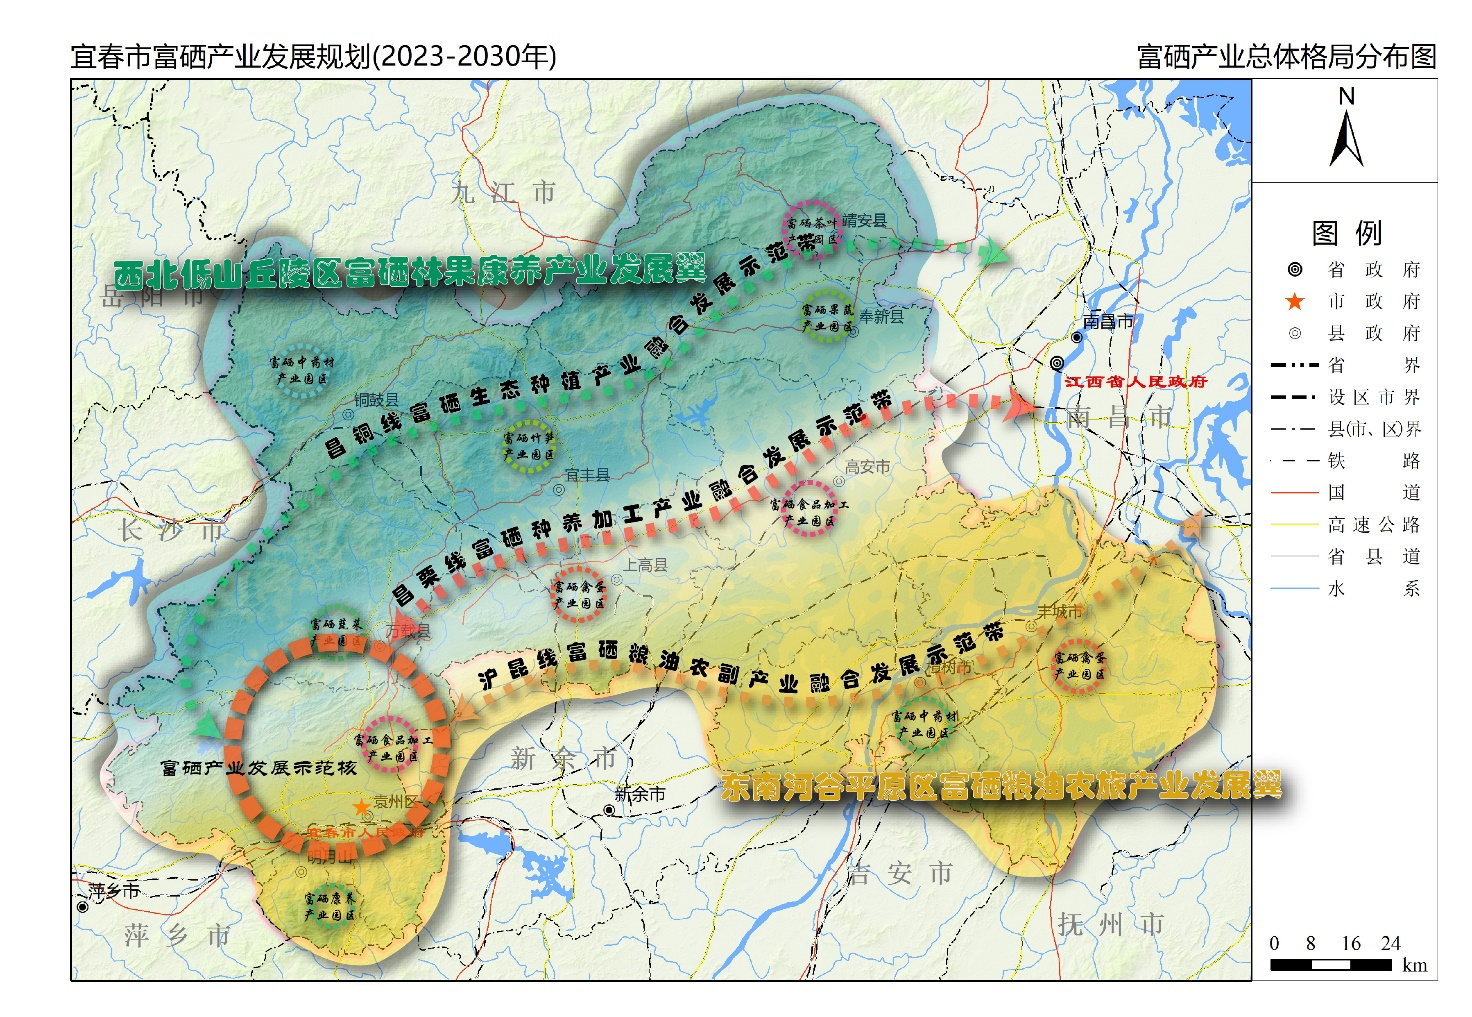 宜春市富硒产业发展规划(2023-2030年)
富硒产业总体格局分布图
N
图例
省政府
市政府
县政府
省界
设区市界
县(市、区)界
铁路
国道
高速公路
省县道
水系
0 8 16 24
km
九江市
岳阳市
西北低山丘陵区富硒林果康养产业发展翼
富硒茶叶
产业园区
靖安县
富硒果蔬
产业园区
奉新县
南昌市
江西省人民政府
南昌市
富硒中药材
产业园区
铜鼓县
昌铜线富硒生态种植产业融合发展示范带
富硒竹笋
产业园区
宜丰县
高安市
富硒食品加工
产业园区
昌栗线富硒种养加工产业融合发展示范带
长沙市
上高县
富硒禽蛋
产业园区
富硒蔬菜
产业园区
万载县
丰城市
沪昆线富硒粮油农副产业融合发展示范带
樟树市
富硒禽蛋
产业园区
富硒中药材
产业园区
富硒食品加工
产业园区
富硒产业发展示范核
新余市
新余市
东南河谷平原区富硒粮油农旅产业发展翼
袁州区
宜春市人民政府
明月山
富硒康养
产业园区
萍乡市
萍乡市
吉安市
抚州市